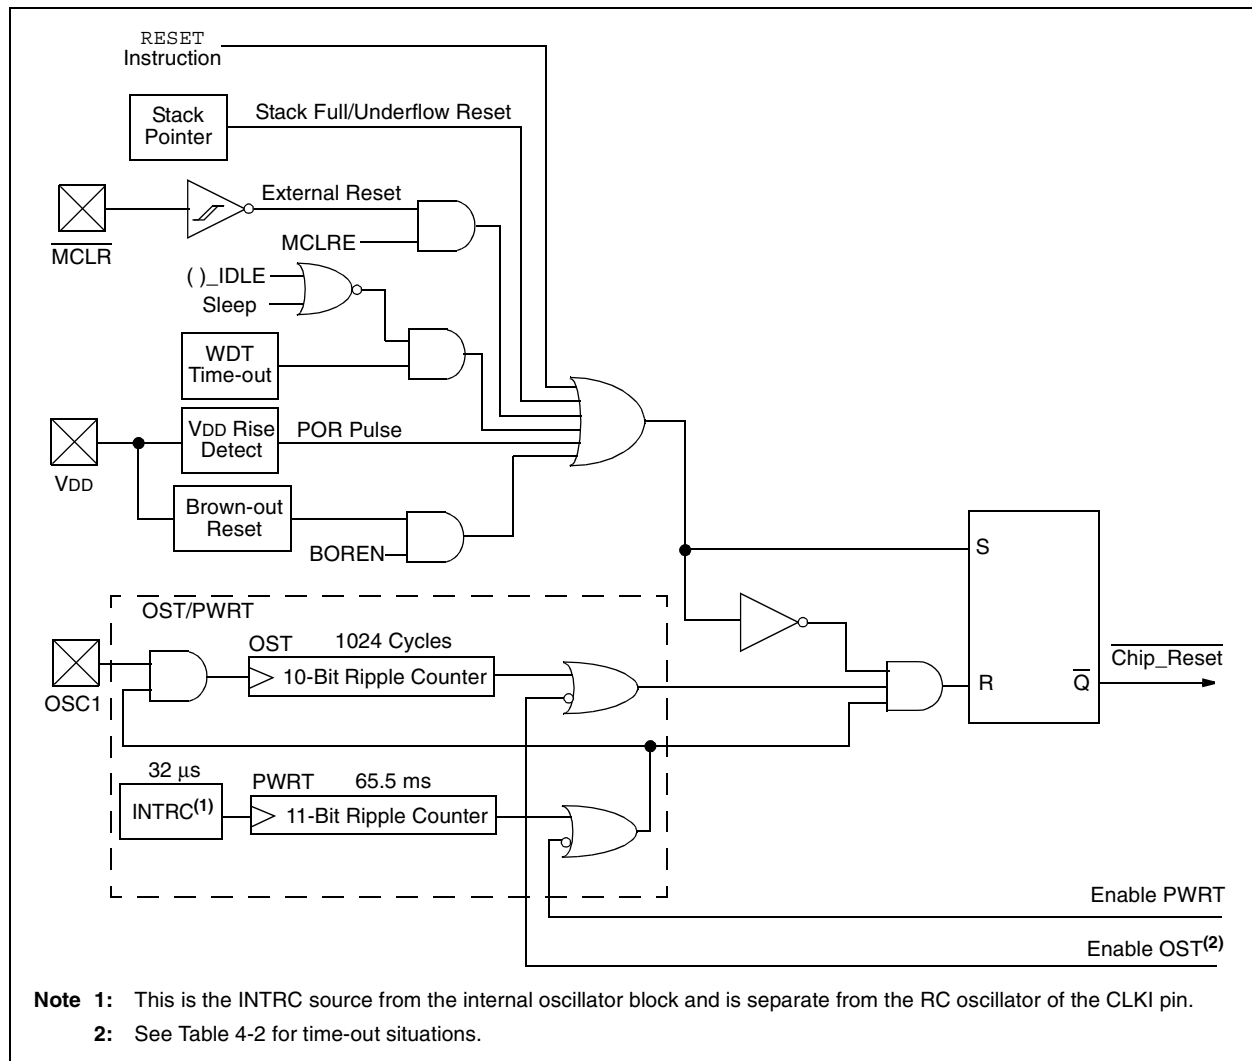 RESET
Instruction
Stack
Pointer
Stack Full/Underflow Reset
MCLR
External Reset
MCLRE
( )_IDLE
Sleep
WDT
Time-out
VDD
VDD Rise
Detect
POR Pulse
Brown-out
Reset
BOREN
S
OST/PWRT
OST
1024 Cycles
10-Bit Ripple Counter
OSC1
R
Q
Chip_Reset
32 µs
INTRC(1)
PWRT
65.5 ms
11-Bit Ripple Counter
Enable PWRT
Enable OST(2)
Note 1: This is the INTRC source from the internal oscillator block and is separate from the RC oscillator of the CLKI pin.
2: See Table 4-2 for time-out situations.